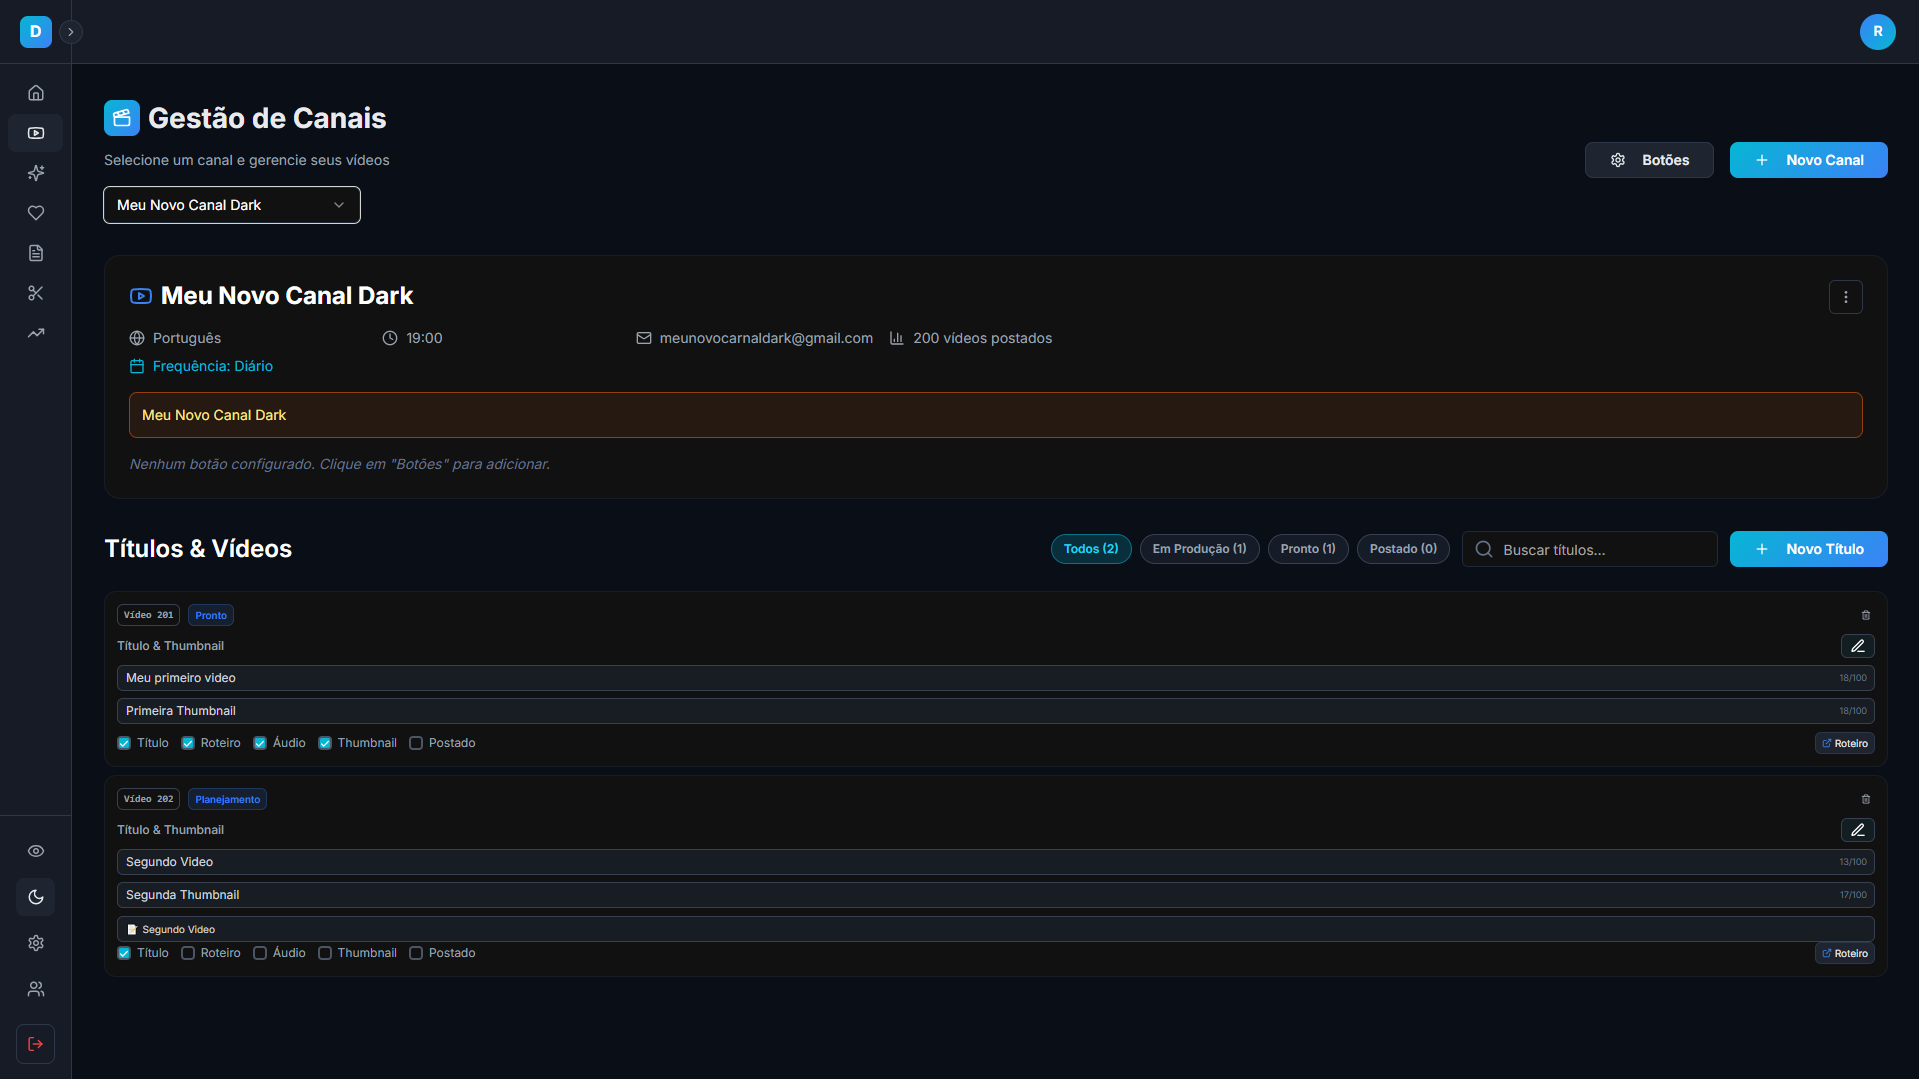 D
R
Gestão de Canais
Selecione um canal e gerencie seus vídeos
Botões
Novo Canal
Meu Novo Canal Dark
Meu Novo Canal Dark
Português
19:00
meunovocarnaldark@gmail.com
200 vídeos postados
Frequência: Diário
Meu Novo Canal Dark
Nenhum botão configurado. Clique em "Botões" para adicionar.
Títulos & Vídeos
Todos (2)
Em Produção (1)
Pronto (1)
Postado (0)
Buscar títulos...
Novo Título
Vídeo 201
Pronto
Título & Thumbnail
Meu primeiro video
18/100
Primeira Thumbnail
18/100
Título
Roteiro
Áudio
Thumbnail
Postado
Roteiro
Vídeo 202
Planejamento
Título & Thumbnail
Segundo Video
13/100
Segunda Thumbnail
17/100
Segundo Video
Título
Roteiro
Áudio
Thumbnail
Postado
Roteiro